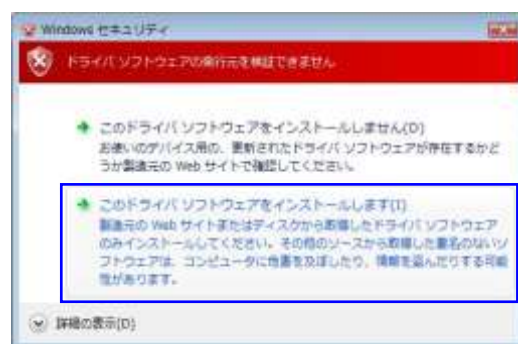 Windows セキュリティ
ドライバ ソフトウェアの発行元を検証できません
このドライバ ソフトウェアをインストールしません(D)
お使いのデバイス用の、更新されたドライバ ソフトウェアが存在するかど
うか製造元の Web サイトで確認してください。
このドライバ ソフトウェアをインストールします(I)
製造元の Web サイトまたはディスクから取得したドライバ ソフトウェア
のみインストールしてください。その他のソースから取得した署名のないソ
フトウェアは、コンピュータに危害を及ぼしたり、情報を盗んだりする可能
性があります。
詳細の表示(D)